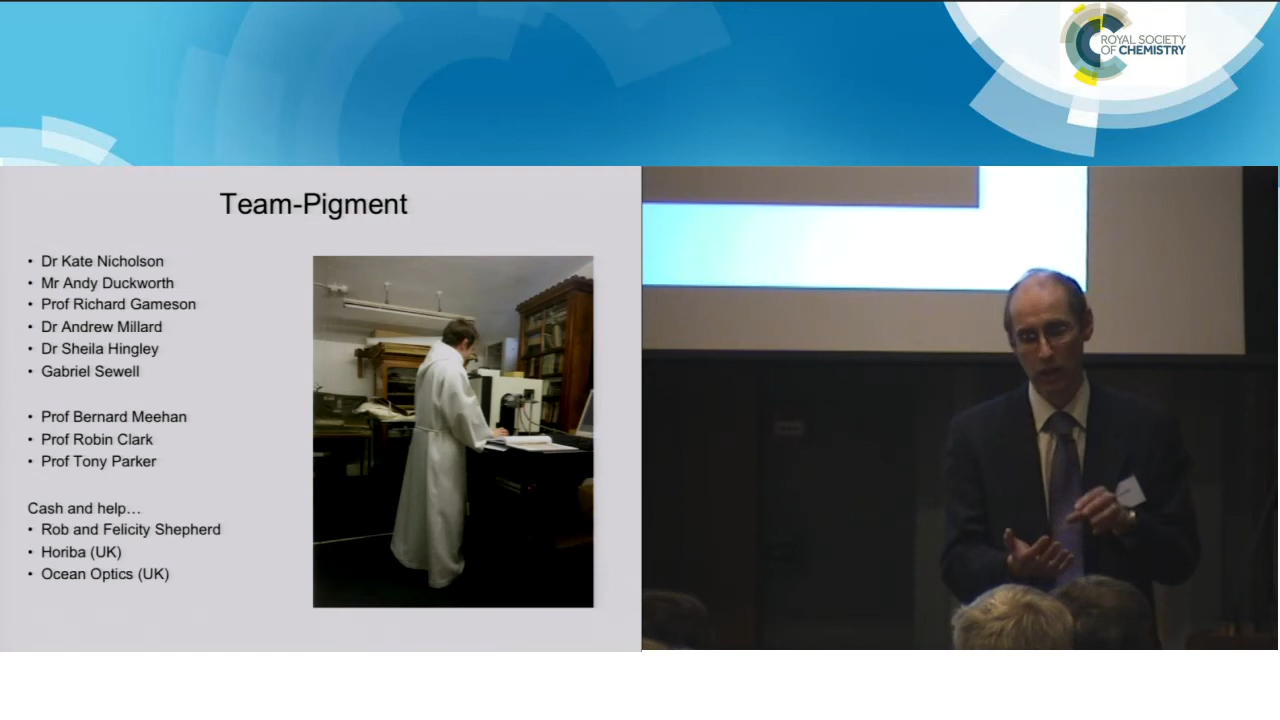 ROYAL SOCIETY
OF CHEMISTRY
Team-Pigment
• Dr Kate Nicholson
• Mr Andy Duckworth
• Prof Richard Gameson
• Dr Andrew Millard
• Dr Sheila Hingley
• Gabriel Sewell
• Prof Bernard Meehan
• Prof Robin Clark
• Prof Tony Parker
Cash and help…
• Rob and Felicity Shepherd
• Horiba (UK)
• Ocean Optics (UK)